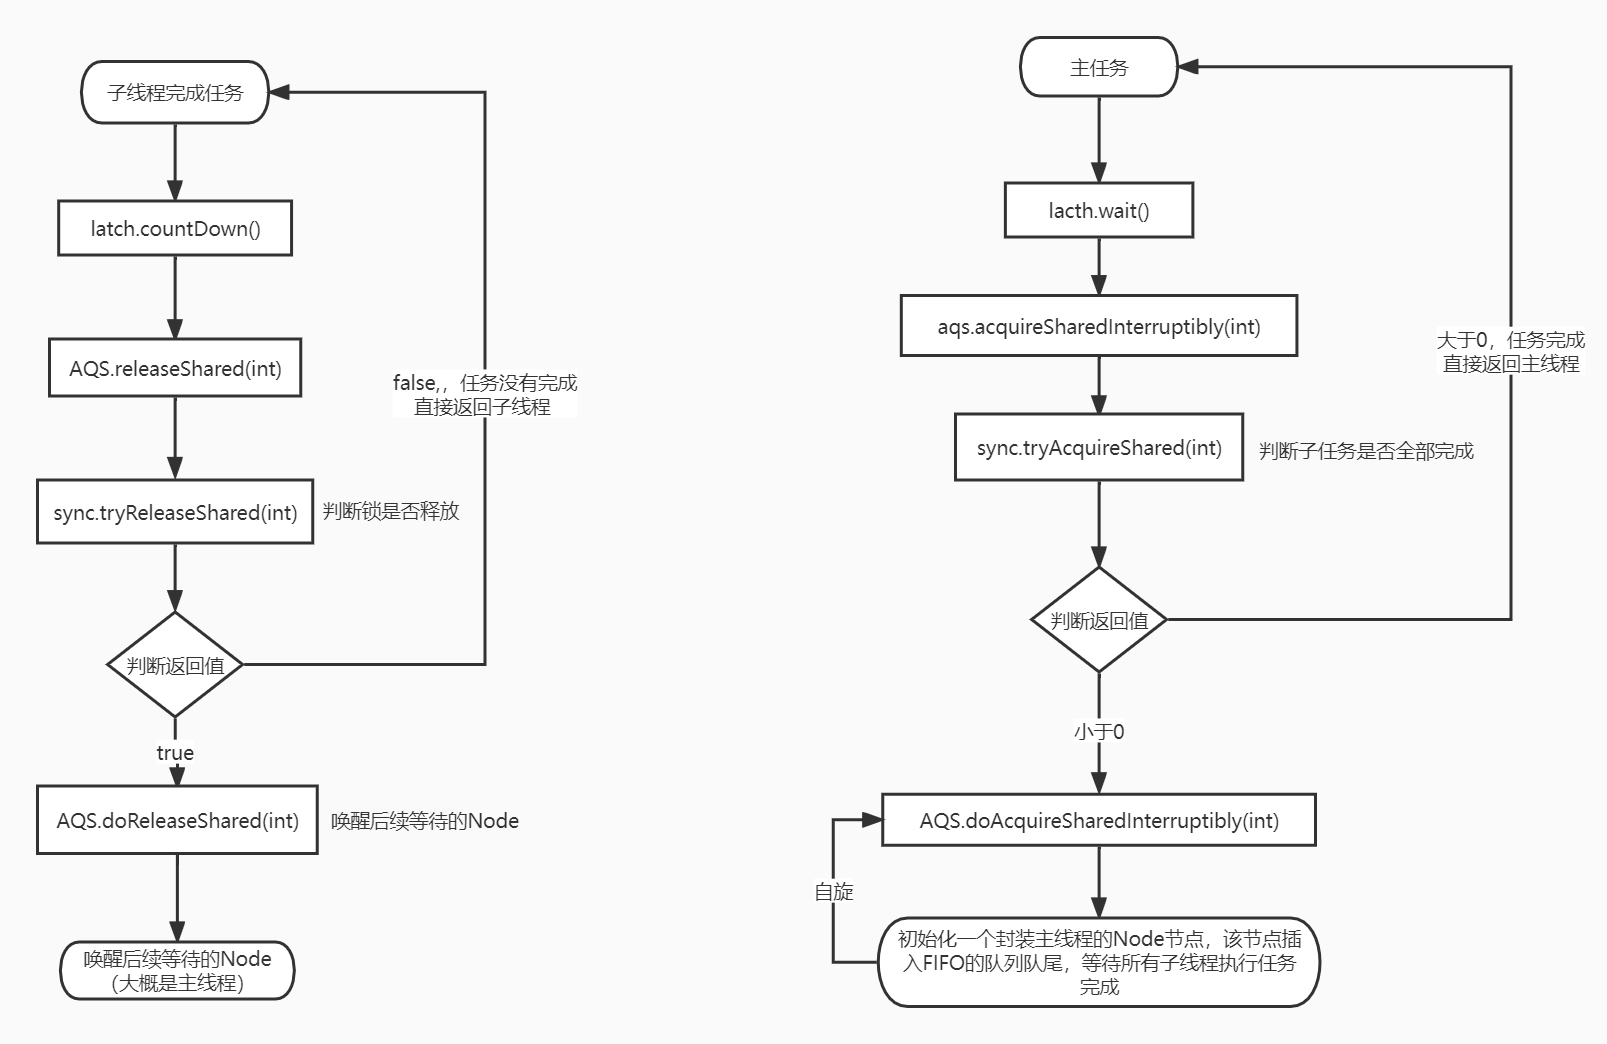 子线程完成任务
latch.countDown()
AQS.releaseShared(int)
false,，任务没有完成
直接返回子线程
sync.tryReleaseShared(int)
判断锁是否释放
判断返回值
true
AQS.doReleaseShared(int)
唤醒后续等待的Node
唤醒后续等待的Node
（大概是主线程）
主任务
lacth.wait()
aqs.acquireSharedInterruptibly(int)
大于0，任务完成
直接返回主线程
sync.tryAcquireShared(int)
判断子任务是否全部完成
判断返回值
小于0
AQS.doAcquireSharedInterruptibly(int)
自旋
初始化一个封装主线程的Node节点，该节点插
入FIFO的队列队尾，等待所有子线程执行任务
完成